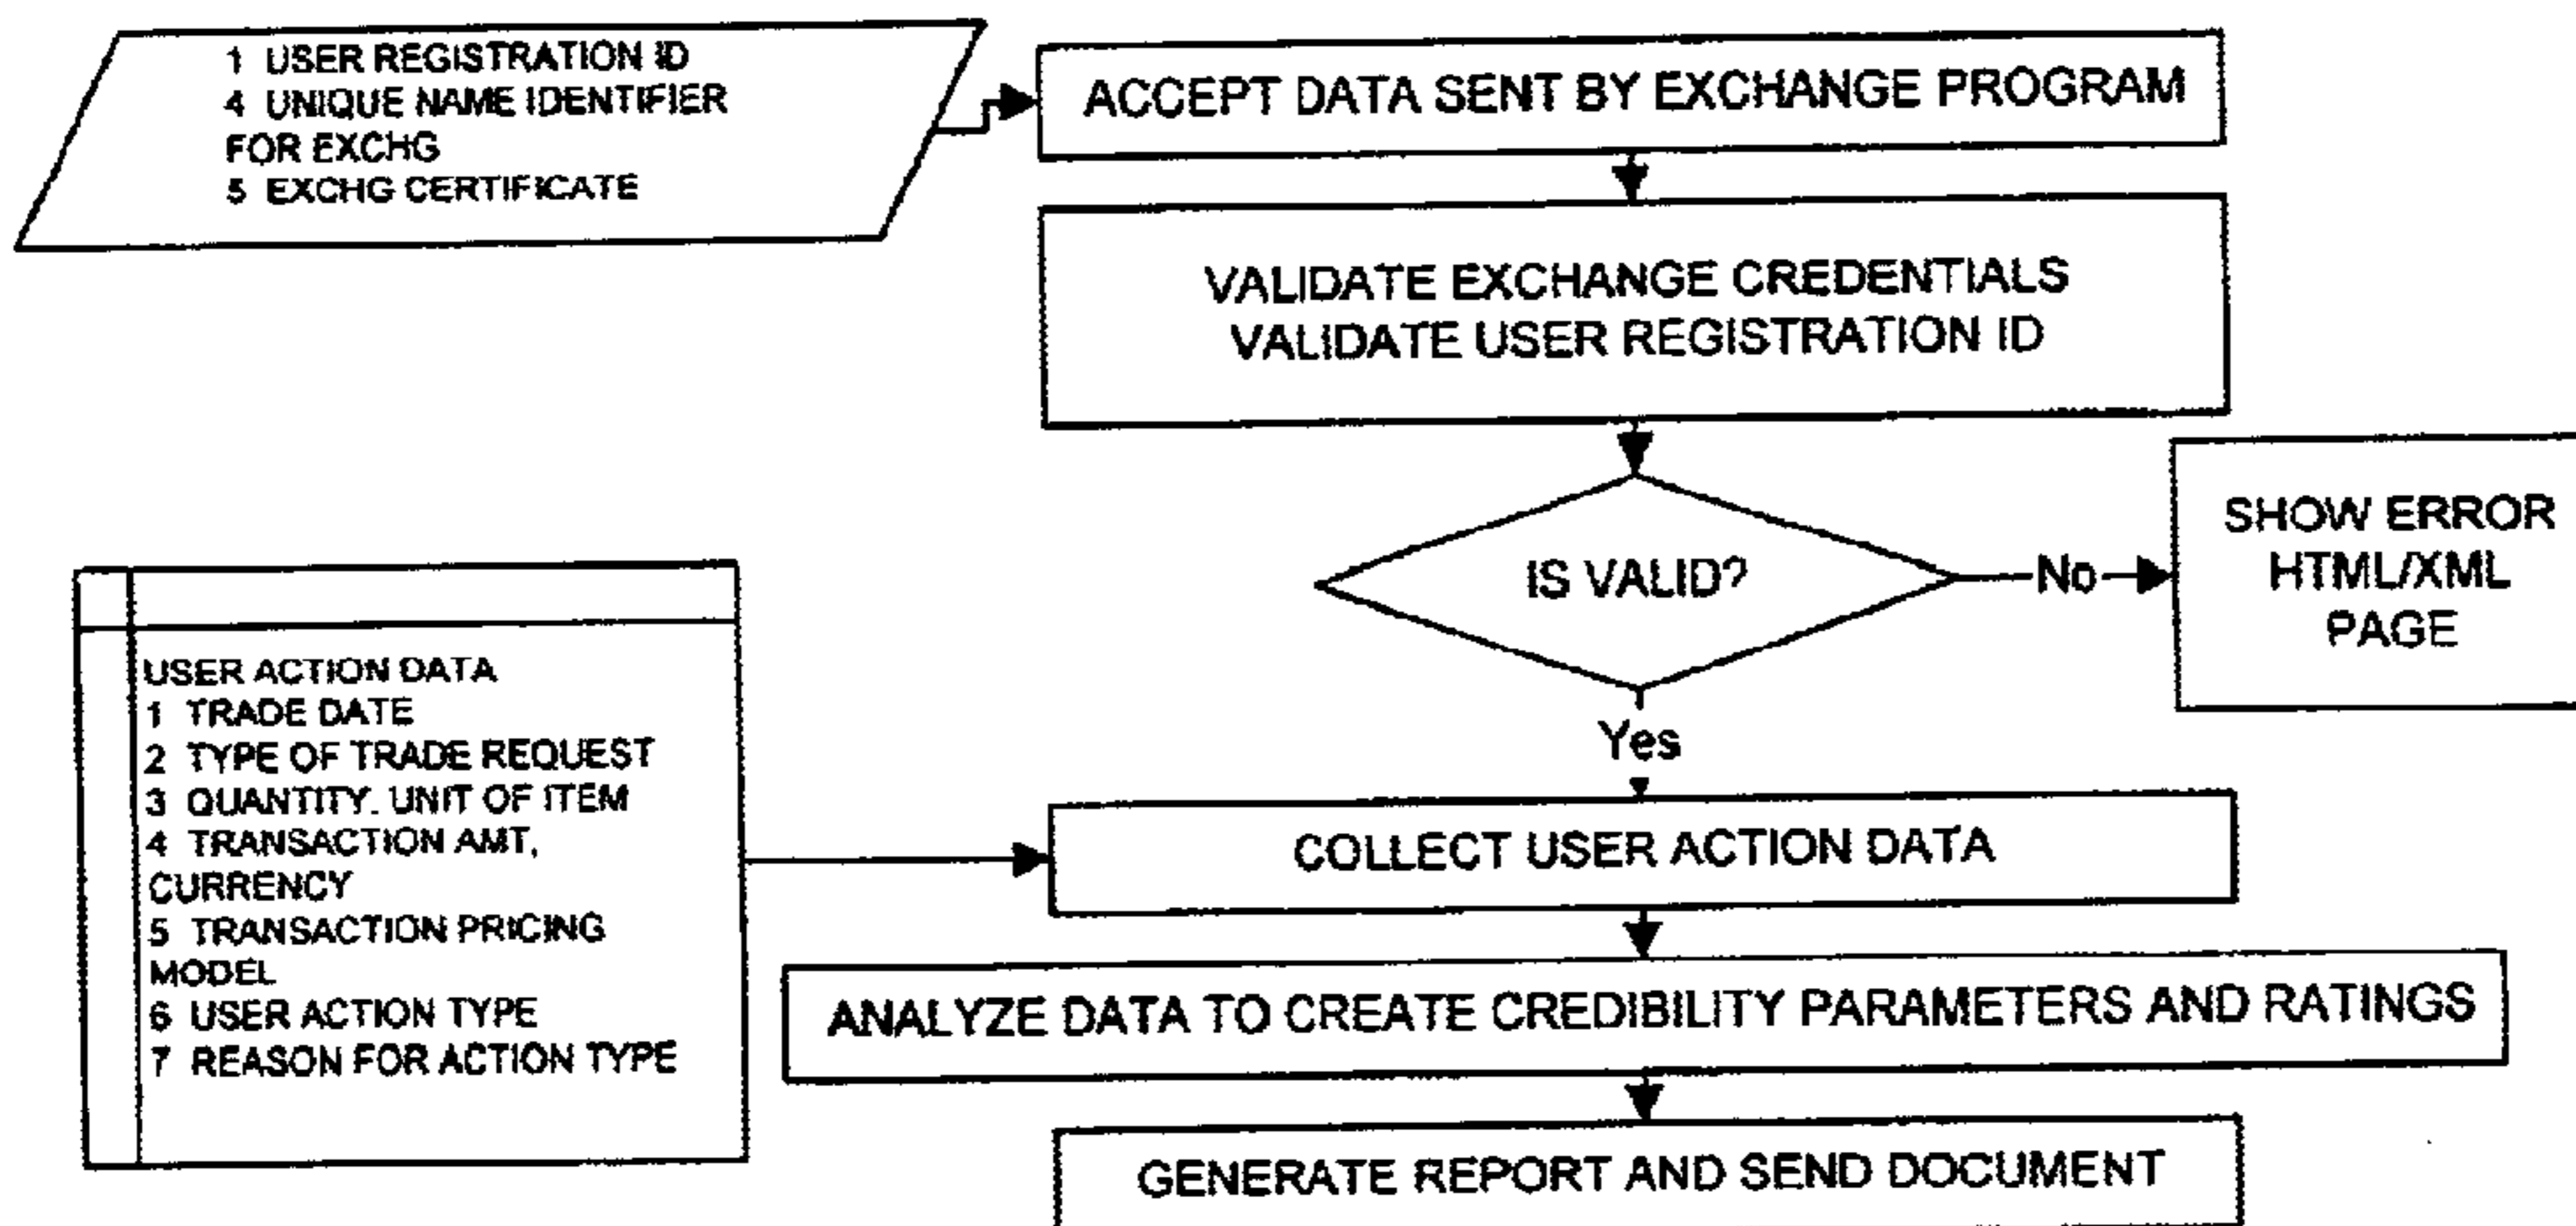 1 USER REGISTRATION ID
4 UNIQUE NAME IDENTIFIER
FOR EXCHG
5 EXCHG CERTIFICATE
ACCEPT DATA SENT BY EXCHANGE PROGRAM
VALIDATE EXCHANGE CREDENTIALS
VALIDATE USER REGISTRATION ID
IS VALID?
No
SHOW ERROR
HTML/XML
PAGE
Yes
USER ACTION DATA
1 TRADE DATE
2 TYPE OF TRADE REQUEST
3 QUANTITY. UNIT OF ITEM
4 TRANSACTION AMT,
CURRENCY
5 TRANSACTION PRICING
MODEL
6 USER ACTION TYPE
7 REASON FOR ACTION TYPE
COLLECT USER ACTION DATA
ANALYZE DATA TO CREATE CREDIBILITY PARAMETERS AND RATINGS
GENERATE REPORT AND SEND DOCUMENT